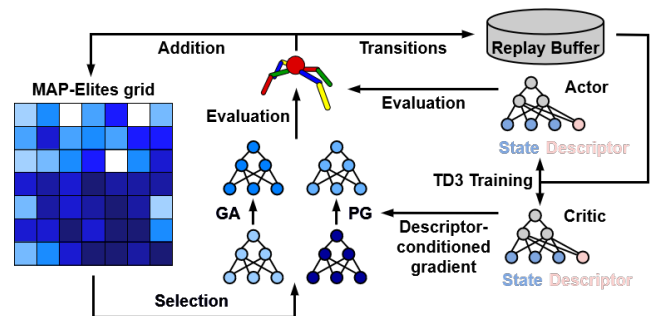 Addition
Transitions
Replay Buffer
MAP-Elites grid
Evaluation
Evaluation
Actor
State Descriptor
GA
PG
TD3 Training
Descriptor-
conditioned
gradient
Critic
State Descriptor
Selection